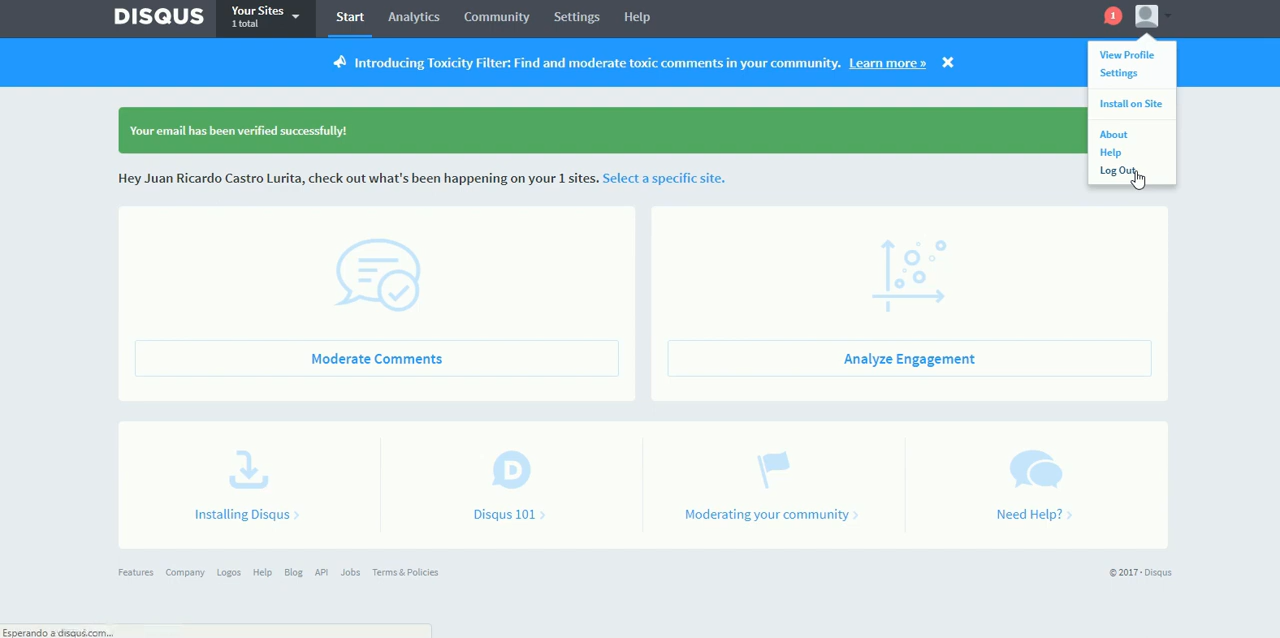 DISQUS
Your Sites
1 total
Start
Analytics
Community
Settings
Help
1
Introducing Toxicity Filter: Find and moderate toxic comments in your community. Learn more »
View Profile
Settings
Install on Site
About
Help
Log Out
Your email has been verified successfully!
Hey Juan Ricardo Castro Lurita, check out what's been happening on your 1 sites. Select a specific site.
Moderate Comments
Analyze Engagement
D
Installing Disqus
Disqus 101
Moderating your community
Need Help?
Features Company Logos Help Blog API Jobs Terms & Policies
© 2017 · Disqus
Esperando a disqus.com...